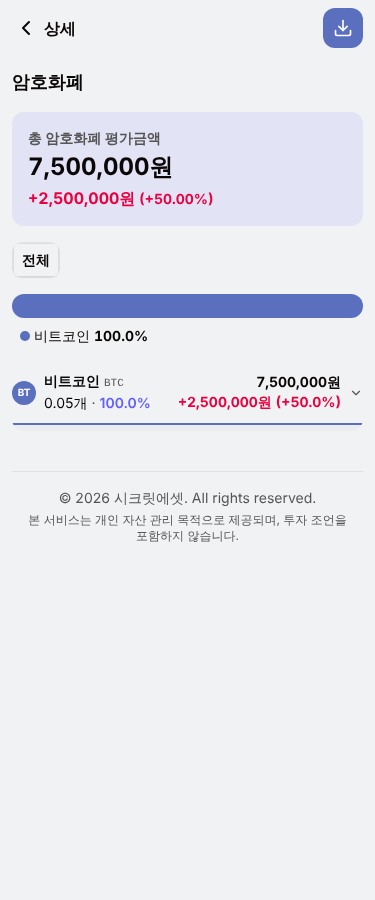 상세
암호화폐
총 암호화폐 평가금액
7,500,000원
+2,500,000원 (+50.00%)
전체
비트코인 100.0%
BT
비트코인 BTC
7,500,000원
0.05개 · 100.0%
+2,500,000원 (+50.0%)
© 2026 시크릿에셋. All rights reserved.
본 서비스는 개인 자산 관리 목적으로 제공되며, 투자 조언을
포함하지 않습니다.